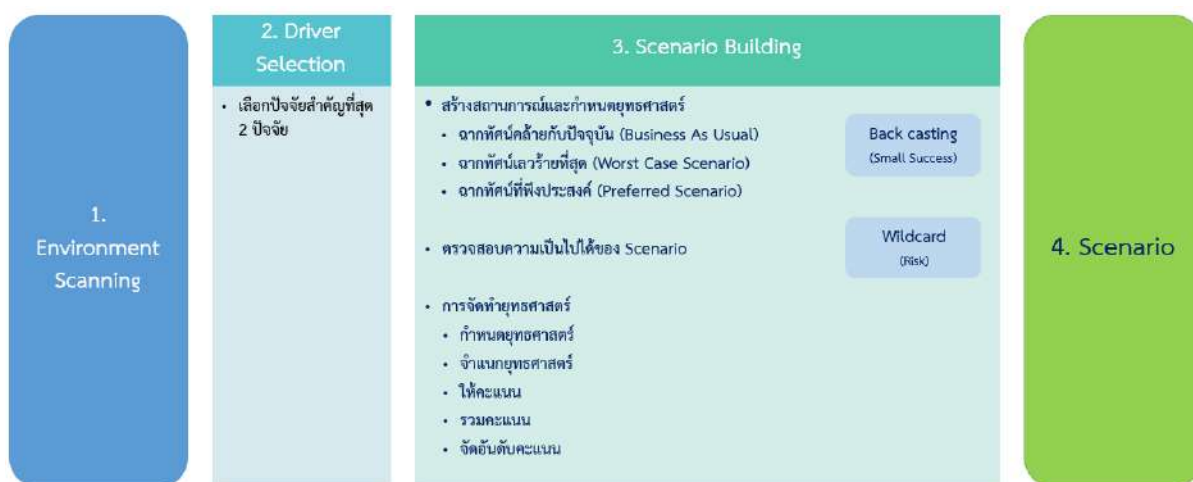 1.
Environment
Scanning
2. Driver
Selection
• เลือกปัจจัยสำคัญที่สุด
2 ปัจจัย
3. Scenario Building
• สร้างสถานการณ์และกำหนดยุทธศาสตร์
• ฉากทัศน์คล้ายกับปัจจุบัน (Business As Usual)
• ฉากทัศน์เลวร้ายที่สุด (Worst Case Scenario)
• ฉากทัศน์ที่พึงประสงค์ (Preferred Scenario)
Back casting
(Small Success)
• ตรวจสอบความเป็นไปได้ของ Scenario
Wildcard
(Risk)
• การจัดทำยุทธศาสตร์
• กำหนดยุทธศาสตร์
• จำแนกยุทธศาสตร์
• ให้คะแนน
• รวมคะแนน
• จัดอันดับคะแนน
4. Scenario